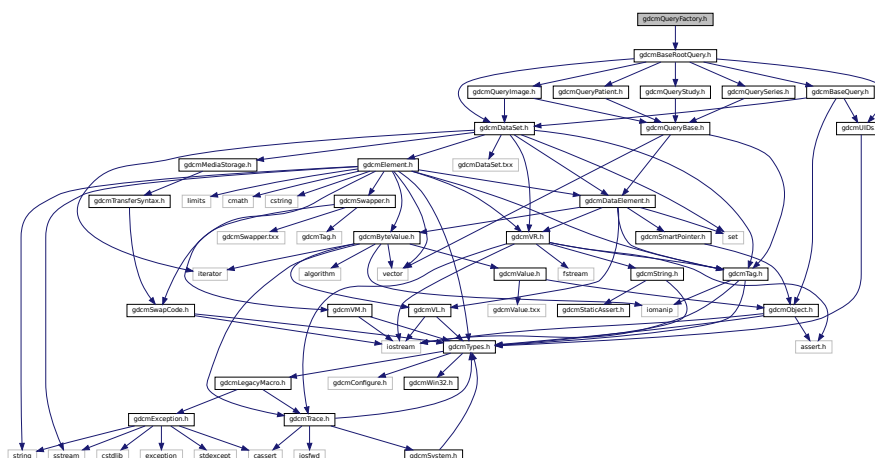 gdcmQueryFactory.h
gdcmBaseRootQuery.h
gdcmQueryImage.h
gdcmQueryPatient.h
gdcmQueryStudy.h
gdcmQuerySeries.h
gdcmBaseQuery.h
gdcmDataSet.h
gdcmQueryBase.h
gdcmUIDs
gdcmMediaStorage.h
gdcmElement.h
gdcmDataSet.txx
gdcmTransferSyntax.h
limits
cmath
cstring
gdcmSwapper.h
gdcmDataElement.h
gdcmSwapper.txx
gdcmTag.h
gdcmByteValue.h
gdcmVR.h
gdcmSmartPointer.h
set
iterator
algorithm
vector
gdcmValue.h
fstream
gdcmString.h
gdcmTag.h
gdcmSwapCode.h
gdcmVM.h
gdcmVL.h
gdcmValue.txx
gdcmStaticAssert.h
iomanip
gdcmObject.h
iostream
gdcmTypes.h
assert.h
gdcmLegacyMacro.h
gdcmConfigure.h
gdcmWin32.h
gdcmException.h
gdcmTrace.h
string
sstream
cstdlib
exception
stdexcept
cassert
iosfwd
gdcmSystem.h